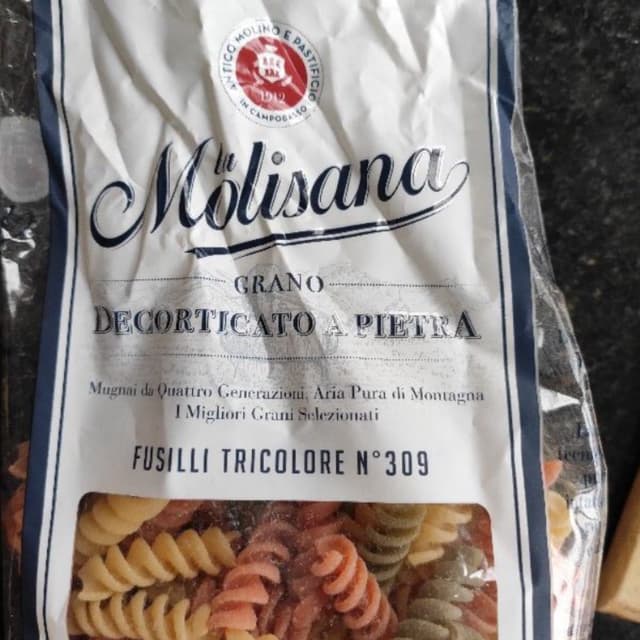 ANTICO MOLINO E PASTIFICIO
1912
IN CAMPOBASSO
la
Molisana
GRANO
DECORTICATO A PIETRA
Mugnai da Quattro Generazioni, Aria Pura di Montagna
I Migliori Grani Selezionati
FUSILLI TRICOLORE N°309